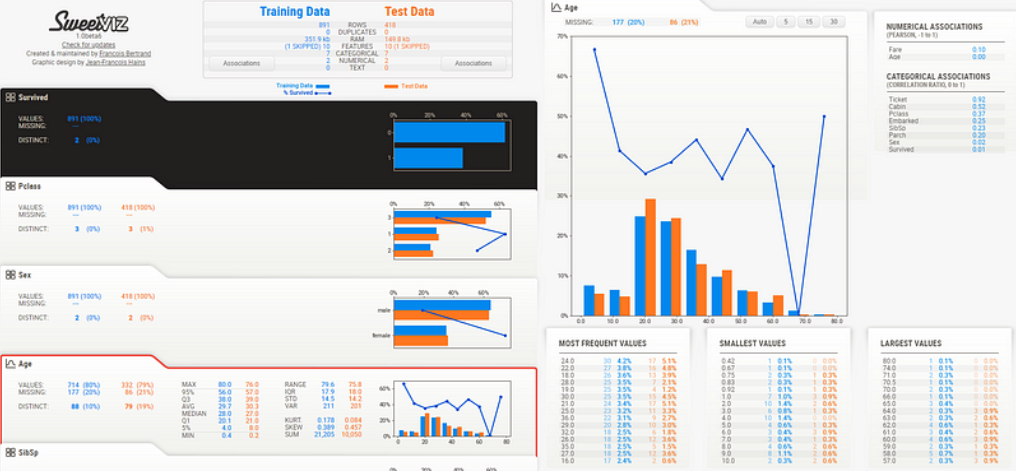 SweetVIZ
1.0beta6
Check for updates
Created & maintained by Francois Bertrand
Graphic design by Jean-Francois Hains
Training Data Test Data
891 ROWS 418
0 DUPLICATES 0
351.9 kb RAM 149.8 kb
(1 SKIPPED) 10 FEATURES 10 (1 SKIPPED)
7 CATEGORICAL 7
2 NUMERICAL 2
0 TEXT 0
Associations Associations
Training Data Test Data
% Survived
Survived
VALUES: 891 (100%)
MISSING: ---
DISTINCT: 2 (0%)
0% 20% 40% 60%
0
1
Pclass
VALUES: 891 (100%) 418 (100%)
MISSING: --- ---
DISTINCT: 3 (0%) 3 (1%)
0% 20% 40% 60%
3
1
2
Sex
VALUES: 891 (100%) 418 (100%)
MISSING: --- ---
DISTINCT: 2 (0%) 2 (0%)
0% 20% 40% 60%
male
female
Age
VALUES: 714 (80%) 332 (79%)
MISSING: 177 (20%) 86 (21%)
DISTINCT: 88 (10%) 79 (19%)
MAX 80.0 76.0
95% 56.0 57.0
Q3 38.0 39.0
AVG 29.7 30.3
MEDIAN 28.0 27.0
Q1 20.1 21.0
5% 4.0 8.0
MIN 0.4 0.2
RANGE 79.6 75.8
IQR 17.9 18.0
STD 14.5 14.2
VAR 211 201
KURT. 0.178 0.084
SKEW 0.389 0.457
SUM 21,205 10,050
60%
40%
20%
0%
0 20 40 60 80
SibSp
0% 20% 40% 60%
Age
MISSING: 177 (20%) 86 (21%)
Auto 5 15 30
70%
60%
50%
40%
30%
20%
10%
0%
0.0 10.0 20.0 30.0 40.0 50.0 60.0 70.0 80.0
NUMERICAL ASSOCIATIONS
(PEARSON, -1 to 1)
Fare 0.10
Age 0.00
CATEGORICAL ASSOCIATIONS
(CORRELATION RATIO, 0 to 1)
Ticket 0.92
Cabin 0.52
Pclass 0.37
Embarked 0.25
SibSp 0.23
Parch 0.20
Sex 0.02
Survived 0.01
MOST FREQUENT VALUES
24.0 30 4.2% 17 5.1%
22.0 27 3.8% 16 4.8%
18.0 26 3.6% 13 3.9%
28.0 25 3.5% 7 2.1%
19.0 25 3.5% 4 1.2%
30.0 25 3.5% 15 4.5%
21.0 24 3.4% 17 5.1%
25.0 23 3.2% 11 3.3%
36.0 22 3.1% 9 2.7%
29.0 20 2.8% 10 3.0%
32.0 18 2.5% 6 1.8%
26.0 18 2.5% 12 3.6%
35.0 18 2.5% 5 1.5%
27.0 18 2.5% 12 3.6%
16.0 17 2.4% 2 0.6%
SMALLEST VALUES
0.42 1 0.1% 0 0.0%
0.67 1 0.1% 0 0.0%
0.75 2 0.3% 1 0.3%
0.83 2 0.3% 1 0.3%
0.92 1 0.1% 1 0.3%
1.0 7 1.0% 3 0.9%
2.0 10 1.4% 2 0.6%
3.0 6 0.8% 1 0.3%
4.0 10 1.4% 0 0.0%
5.0 4 0.6% 1 0.3%
6.0 3 0.4% 3 0.9%
7.0 3 0.4% 1 0.3%
8.0 4 0.6% 2 0.6%
9.0 8 1.1% 2 0.6%
10.0 2 0.3% 2 0.6%
LARGEST VALUES
80.0 1 0.1% 0 0.0%
74.0 1 0.1% 0 0.0%
71.0 2 0.3% 0 0.0%
70.5 1 0.1% 0 0.0%
70.0 2 0.3% 0 0.0%
66.0 1 0.1% 0 0.0%
65.0 3 0.4% 0 0.0%
64.0 2 0.3% 3 0.9%
63.0 2 0.3% 2 0.6%
62.0 4 0.6% 1 0.3%
61.0 3 0.4% 2 0.6%
60.0 4 0.6% 3 0.9%
59.0 2 0.3% 1 0.3%
58.0 5 0.7% 1 0.3%
57.0 2 0.3% 3 0.9%